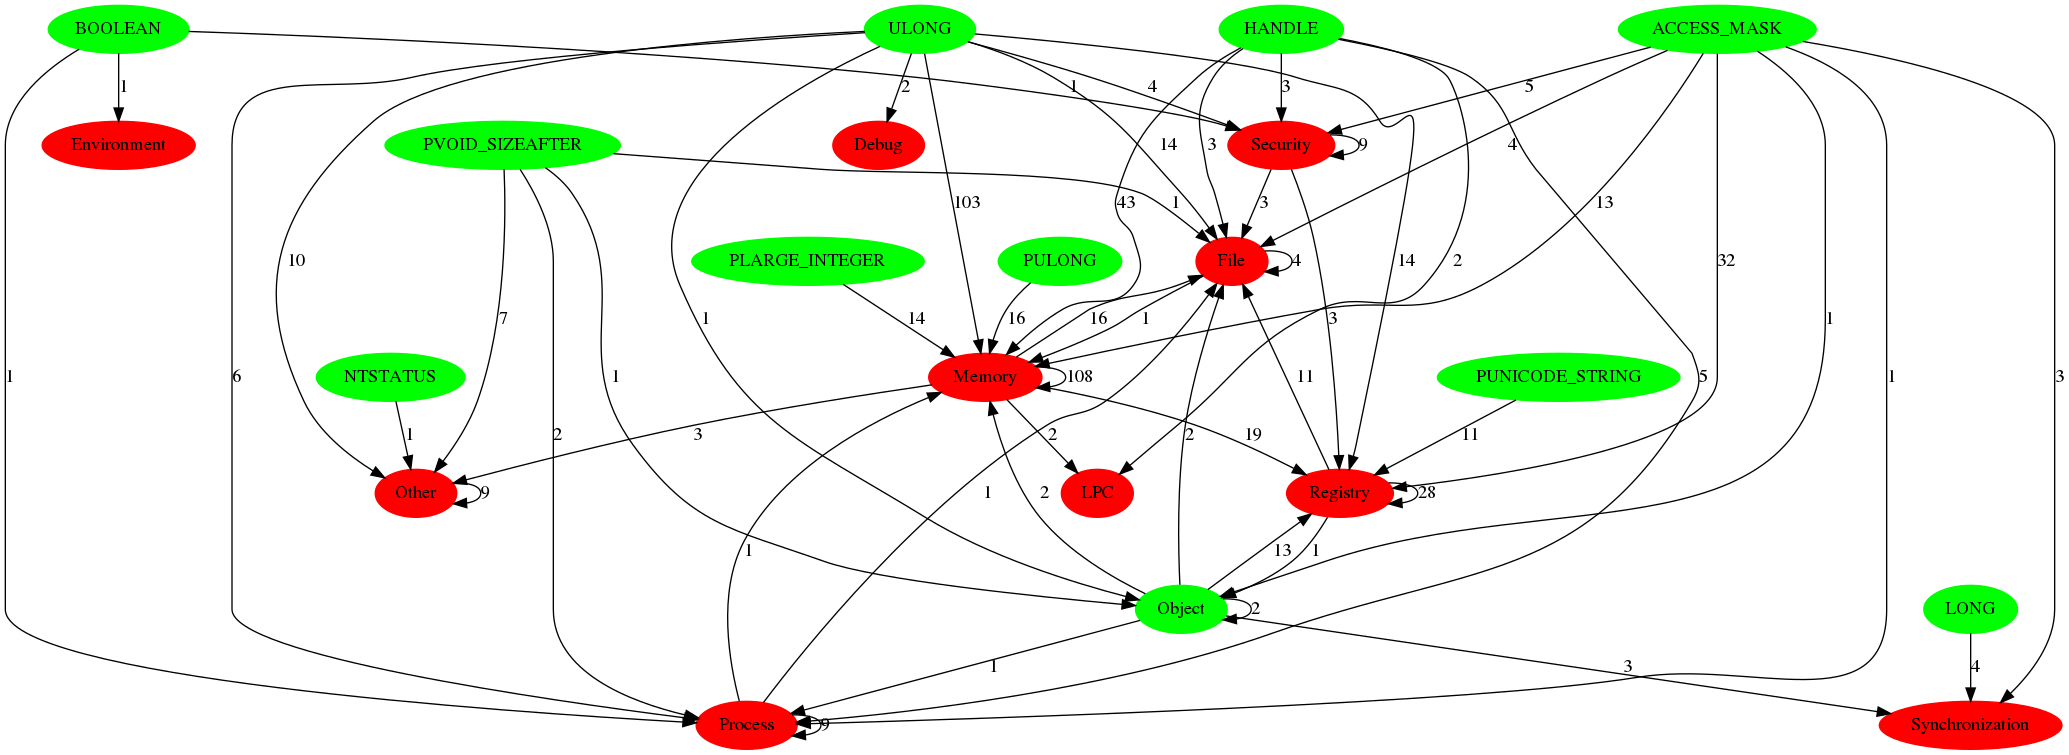 BOOLEAN
ULONG
HANDLE
ACCESS_MASK
1
2
1
4
3
5
Environment
PVOID_SIZEAFTER
Debug
Security
9
14
3
4
103
43
1
3
13
10
PLARGE_INTEGER
PULONG
File
4
14
2
32
7
1
14
16
16
1
3
5
1
1
6
1
NTSTATUS
Memory
108
11
PUNICODE_STRING
1
3
1
2
3
2
1
2
2
19
11
Other
9
LPC
Registry
28
1
13
1
Object
2
LONG
1
3
4
Process
9
Synchronization